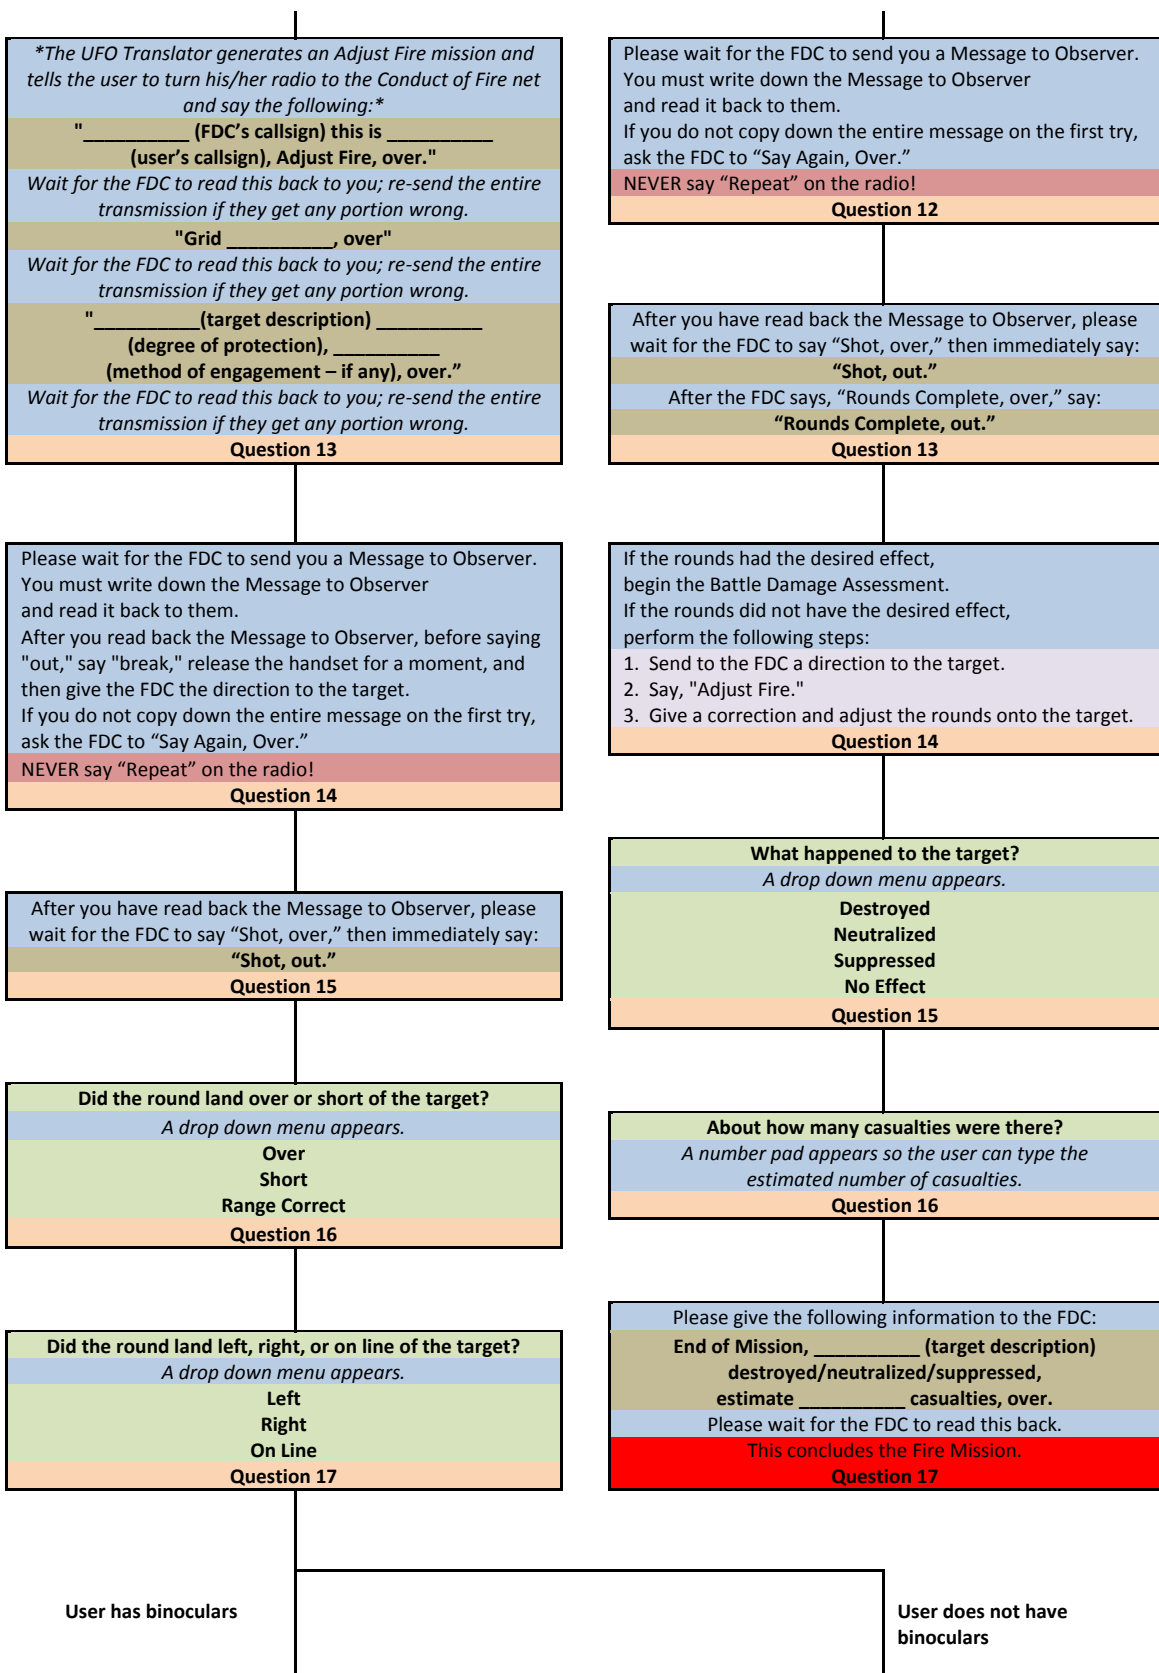 *The UFO Translator generates an Adjust Fire mission and
tells the user to turn his/her radio to the Conduct of Fire net
and say the following:*
"__________ (FDC's callsign) this is __________
(user's callsign), Adjust Fire, over."
Wait for the FDC to read this back to you; re-send the entire
transmission if they get any portion wrong.
"Grid __________, over"
Wait for the FDC to read this back to you; re-send the entire
transmission if they get any portion wrong.
"__________(target description) __________
(degree of protection), __________
(method of engagement – if any), over.”
Wait for the FDC to read this back to you; re-send the entire
transmission if they get any portion wrong.
Question 13
Please wait for the FDC to send you a Message to Observer.
You must write down the Message to Observer
and read it back to them.
After you read back the Message to Observer, before saying
"out," say "break," release the handset for a moment, and
then give the FDC the direction to the target.
If you do not copy down the entire message on the first try,
ask the FDC to “Say Again, Over.”
NEVER say “Repeat” on the radio!
Question 14
After you have read back the Message to Observer, please
wait for the FDC to say “Shot, over,” then immediately say:
“Shot, out.”
Question 15
Did the round land over or short of the target?
A drop down menu appears.
Over
Short
Range Correct
Question 16
Did the round land left, right, or on line of the target?
A drop down menu appears.
Left
Right
On Line
Question 17
User has binoculars
Please wait for the FDC to send you a Message to Observer.
You must write down the Message to Observer
and read it back to them.
If you do not copy down the entire message on the first try,
ask the FDC to “Say Again, Over.”
NEVER say “Repeat” on the radio!
Question 12
After you have read back the Message to Observer, please
wait for the FDC to say “Shot, over,” then immediately say:
“Shot, out.”
After the FDC says, “Rounds Complete, over,” say:
“Rounds Complete, out.”
Question 13
If the rounds had the desired effect,
begin the Battle Damage Assessment.
If the rounds did not have the desired effect,
perform the following steps:
1. Send to the FDC a direction to the target.
2. Say, "Adjust Fire."
3. Give a correction and adjust the rounds onto the target.
Question 14
What happened to the target?
A drop down menu appears.
Destroyed
Neutralized
Suppressed
No Effect
Question 15
About how many casualties were there?
A number pad appears so the user can type the
estimated number of casualties.
Question 16
Please give the following information to the FDC:
End of Mission, __________ (target description)
destroyed/neutralized/suppressed,
estimate __________ casualties, over.
Please wait for the FDC to read this back.
This concludes the Fire Mission.
Question 17
User does not have
binoculars